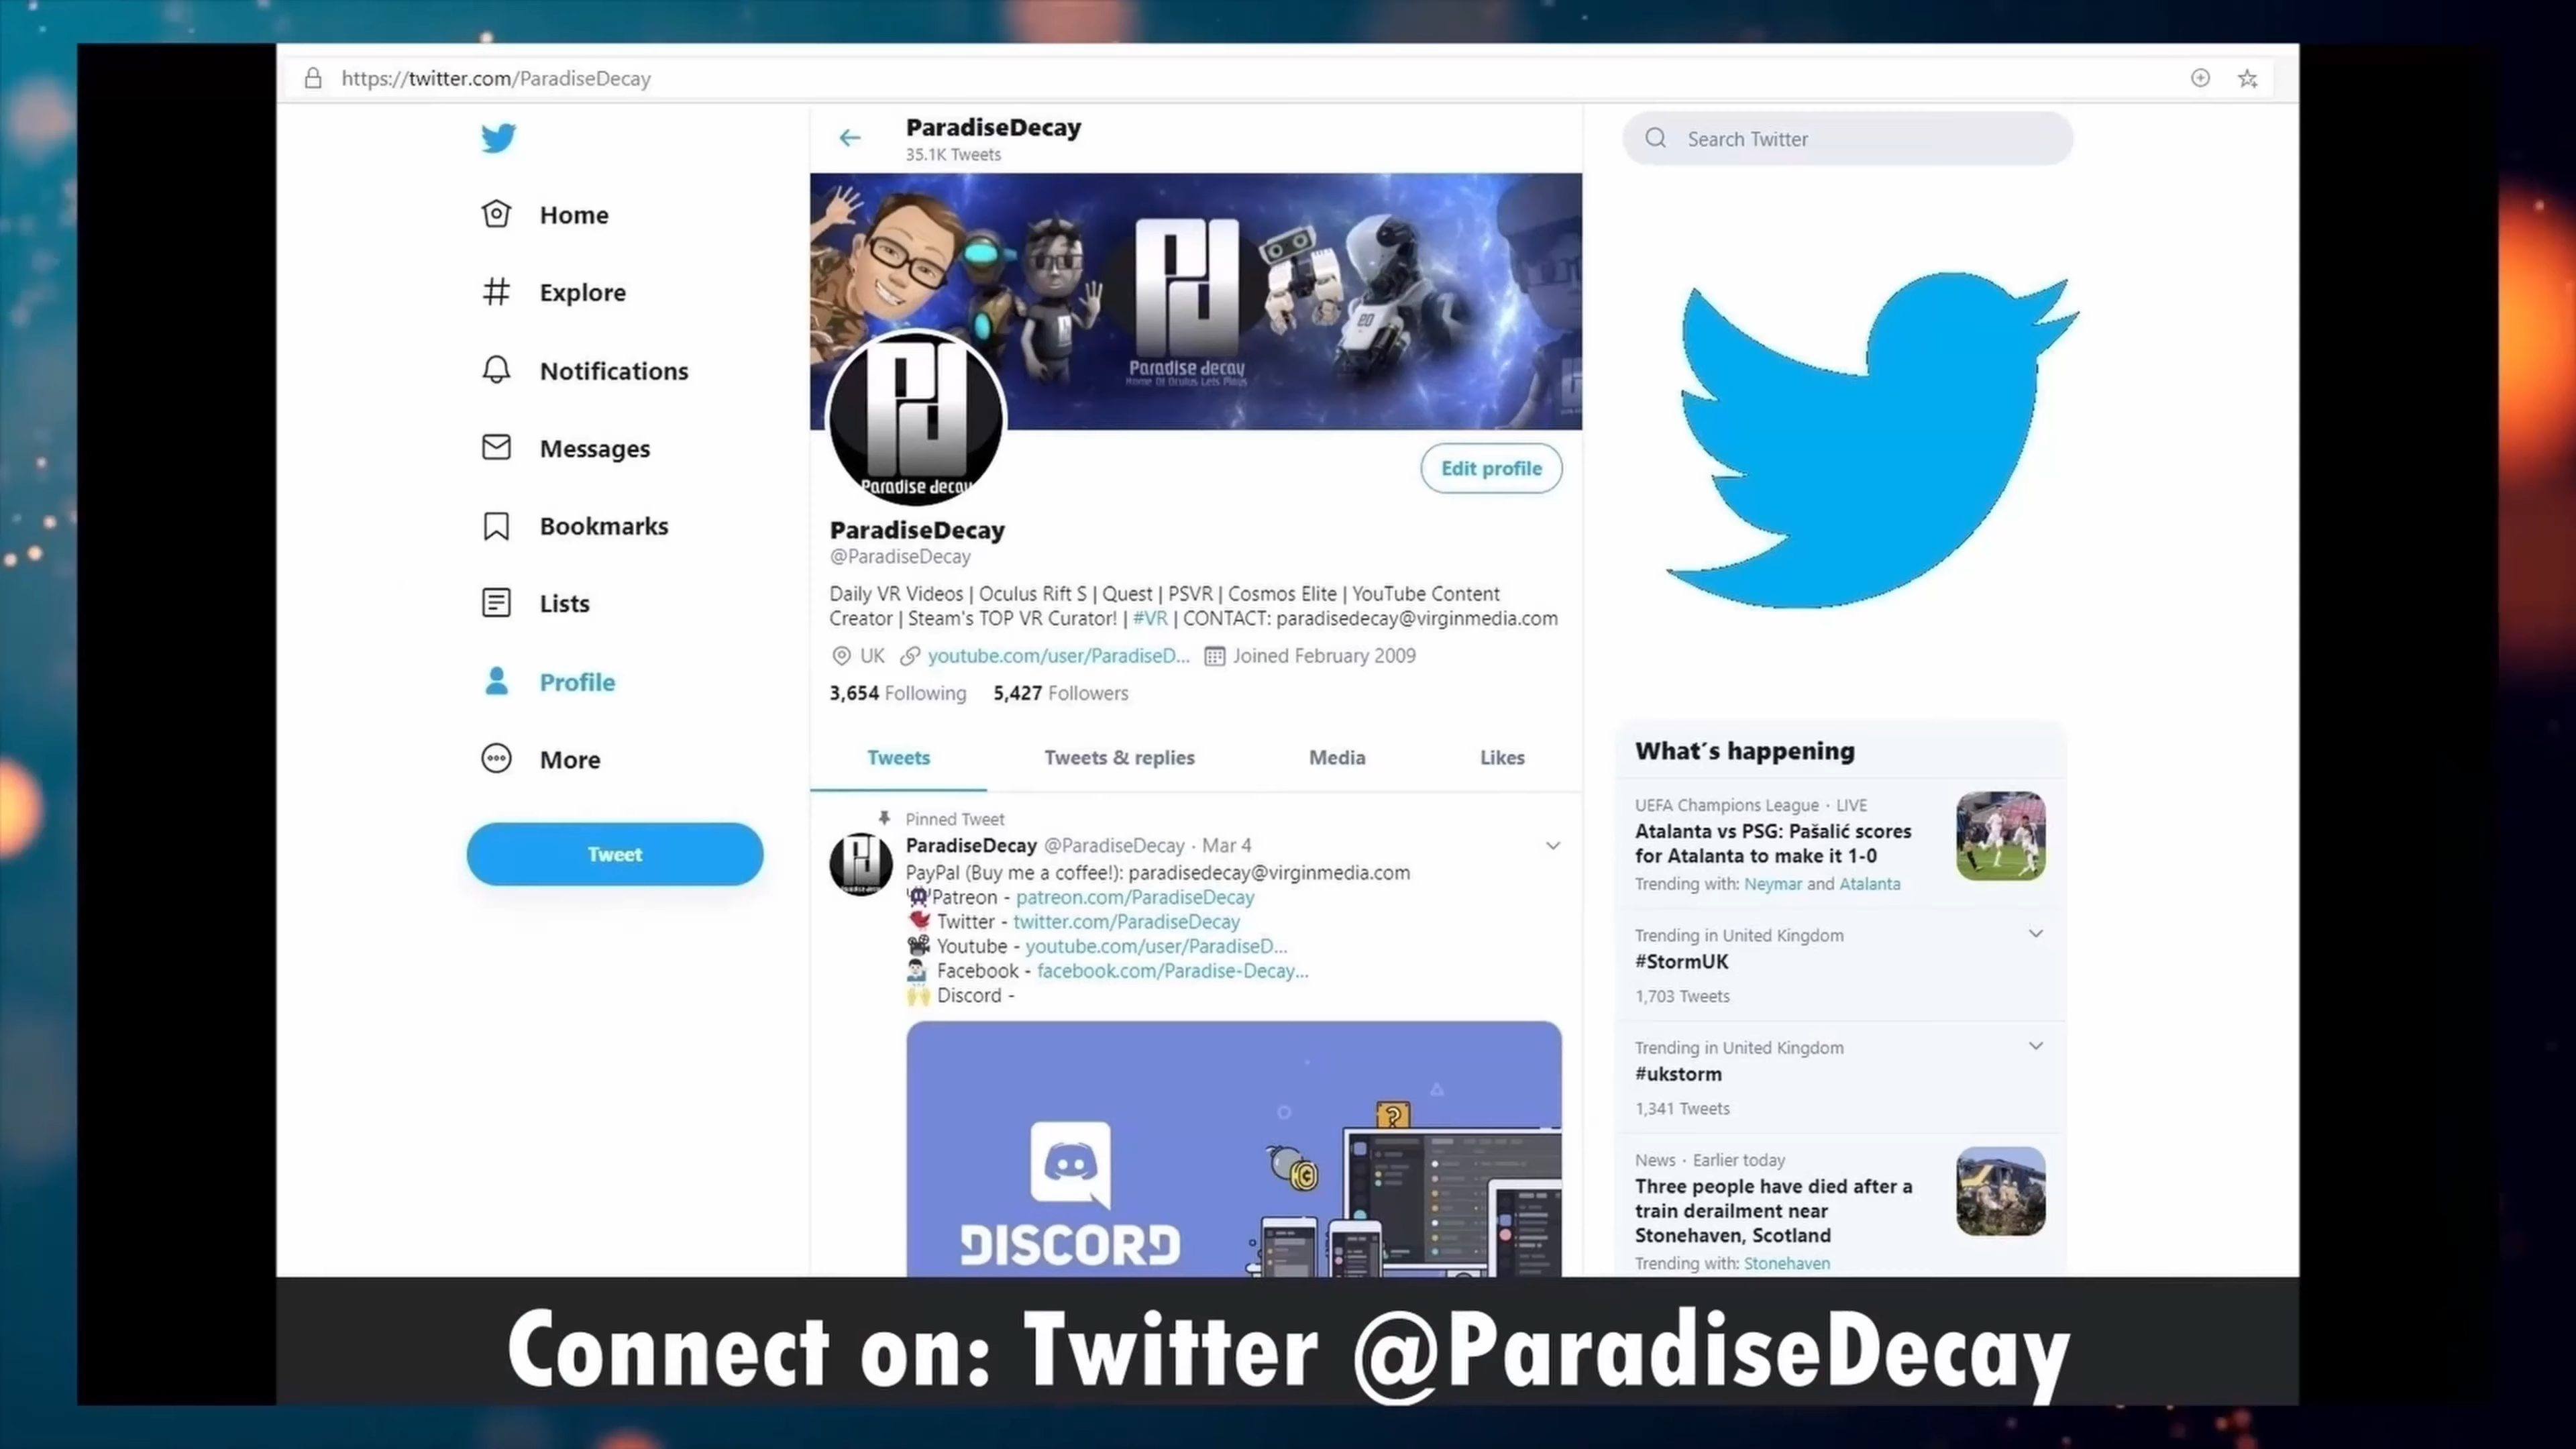 https://twitter.com/ParadiseDecay
Home
Explore
Notifications
Messages
Bookmarks
Lists
Profile
More
Tweet
ParadiseDecay
35.1K Tweets
Paradise decay
Home Of Oculus Lets Plays
Paradise decay
Edit profile
ParadiseDecay
@ParadiseDecay
Daily VR Videos | Oculus Rift S | Quest | PSVR | Cosmos Elite | YouTube Content
Creator | Steam's TOP VR Curator! | #VR | CONTACT: paradisedecay@virginmedia.com
UK youtube.com/user/ParadiseD... Joined February 2009
3,654 Following 5,427 Followers
Tweets Tweets & replies Media Likes
Pinned Tweet
ParadiseDecay @ParadiseDecay · Mar 4
PayPal (Buy me a coffee!): paradisedecay@virginmedia.com
Patreon - patreon.com/ParadiseDecay
Twitter - twitter.com/ParadiseDecay
Youtube - youtube.com/user/ParadiseD...
Facebook - facebook.com/Paradise-Decay...
Discord -
DISCORD
Search Twitter
What´s happening
UEFA Champions League · LIVE
Atalanta vs PSG: Pašalić scores
for Atalanta to make it 1-0
Trending with: Neymar and Atalanta
Trending in United Kingdom
#StormUK
1,703 Tweets
Trending in United Kingdom
#ukstorm
1,341 Tweets
News · Earlier today
Three people have died after a
train derailment near
Stonehaven, Scotland
Trending with: Stonehaven
Connect on: Twitter @ParadiseDecay